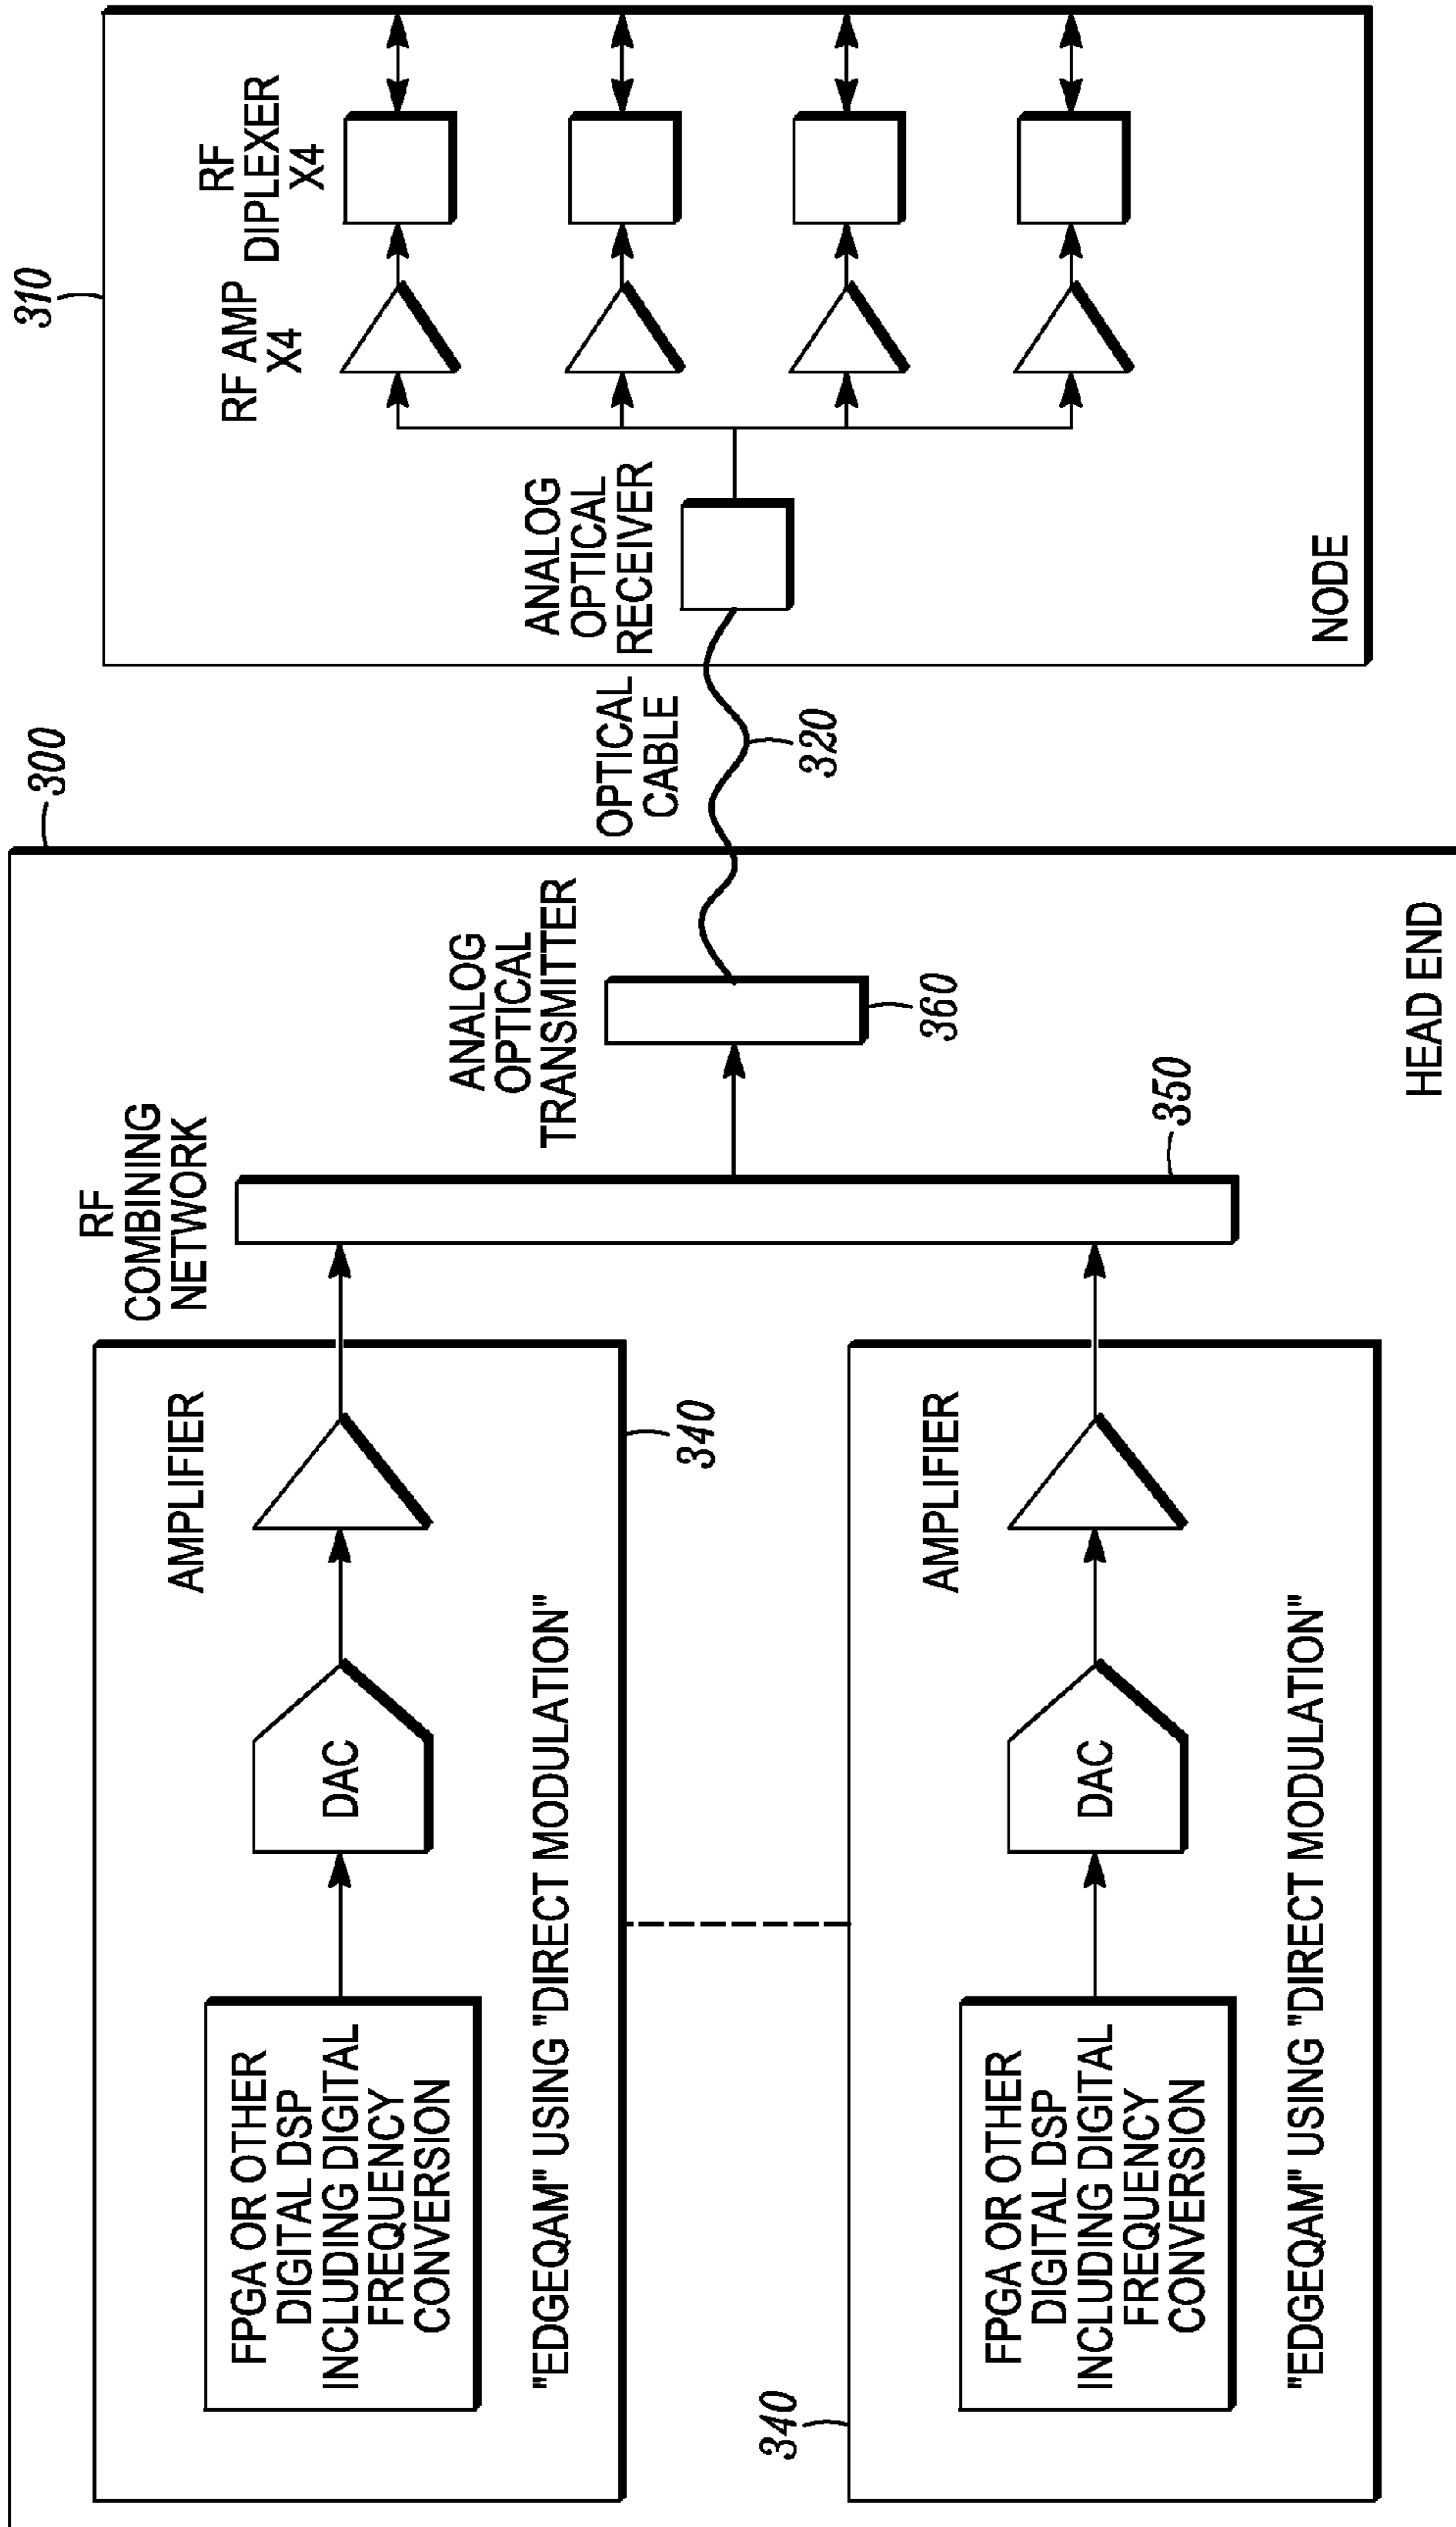 300
"EDGEQAM" USING "DIRECT MODULATION"
FPGA OR OTHER
DIGITAL DSP
INCLUDING DIGITAL
FREQUENCY
CONVERSION
DAC
AMPLIFIER
340
340
"EDGEQAM" USING "DIRECT MODULATION"
FPGA OR OTHER
DIGITAL DSP
INCLUDING DIGITAL
FREQUENCY
CONVERSION
DAC
AMPLIFIER
RF
COMBINING
NETWORK
350
ANALOG
OPTICAL
TRANSMITTER
360
HEAD END
OPTICAL
CABLE
320
310
ANALOG
OPTICAL
RECEIVER
RF AMP
X4
RF
DIPLEXER
X4
NODE